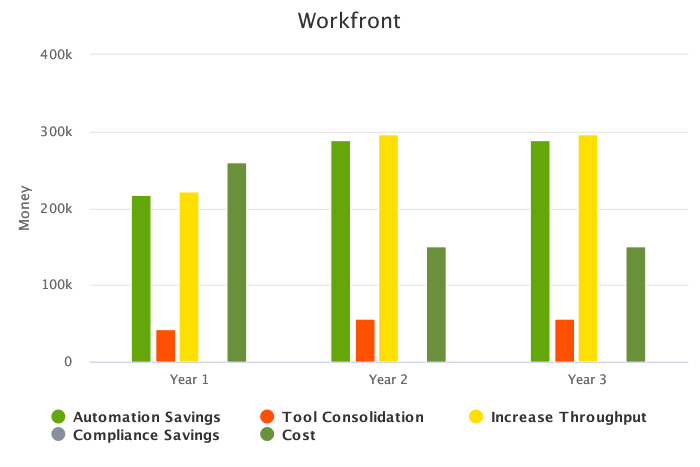 Workfront
400k
300k
200k
100k
0
Money
Year 1 Year 2 Year 3
Automation Savings Tool Consolidation Increase Throughput
Compliance Savings Cost